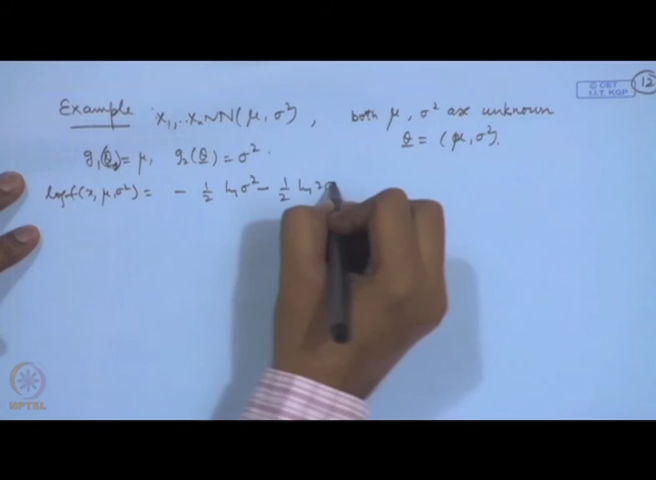 © CET
I.I.T. KGP
12
Example X₁,..Xₙ ~ N(μ, σ²), both μ, σ² are unknown
θ = (μ, σ²).
g₁(θ) = μ, g₂(θ) = σ².
log f(x, μ, σ²) = - 1/2 ln σ² - 1/2 ln 2
NPTEL